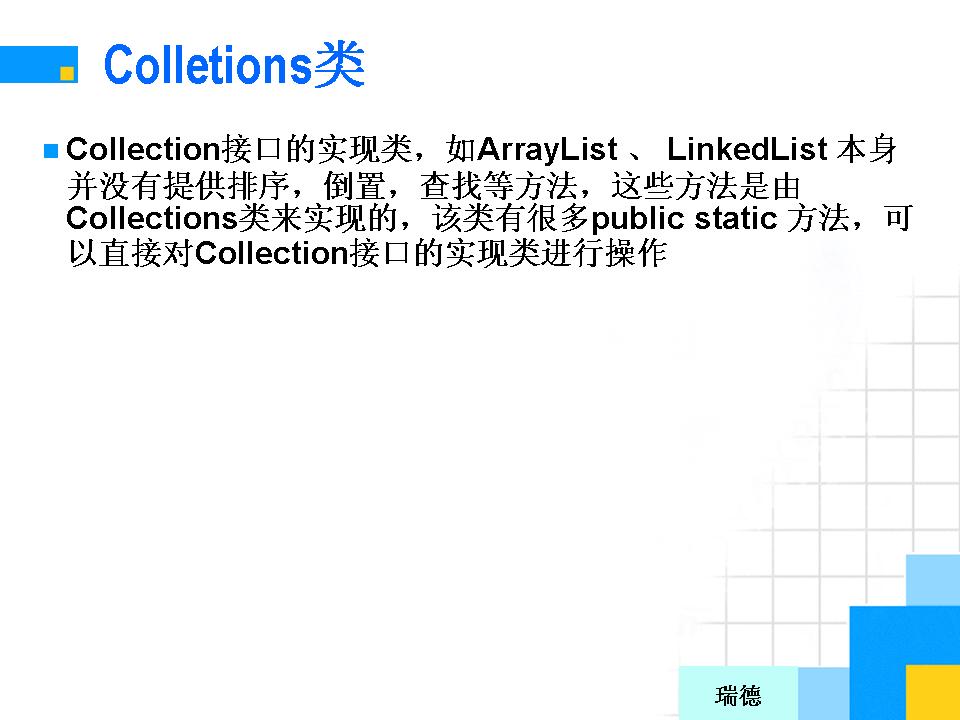 Colletions类
Collection接口的实现类，如ArrayList 、 LinkedList 本身
并没有提供排序，倒置，查找等方法，这些方法是由
Collections类来实现的，该类有很多public static 方法，可
以直接对Collection接口的实现类进行操作
瑞德